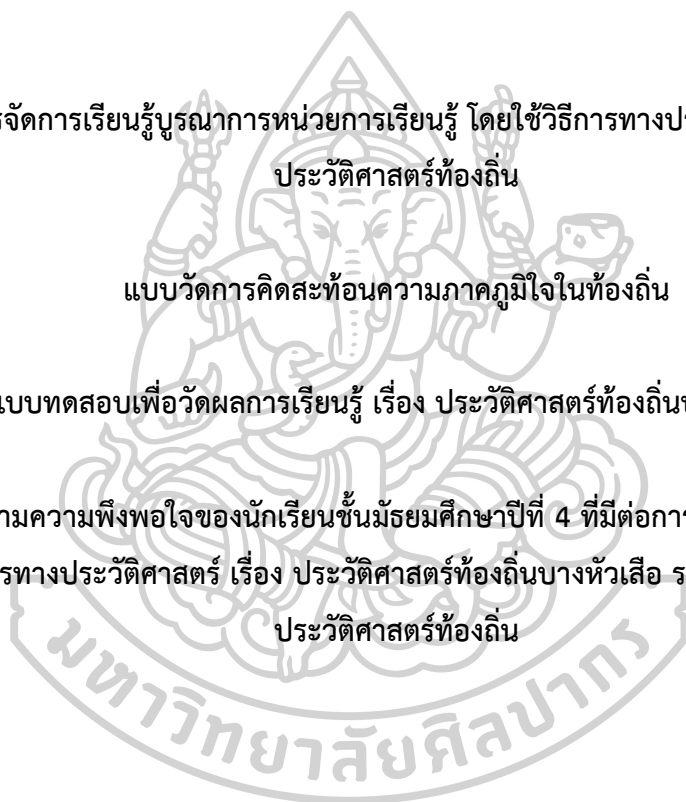 จัดการเรียนรู้บูรณาการหน่วยการเรียนรู้ โดยใช้วิธีการทางประ
ประวัติศาสตร์ท้องถิ่น
แบบวัดการคิดสะท้อนความภาคภูมิใจในท้องถิ่น
แบบทดสอบเพื่อวัดผลการเรียนรู้ เรื่อง ประวัติศาสตร์ท้องถิ่น
ามความพึงพอใจของนักเรียนชั้นมัธยมศึกษาปีที่ 4 ที่มีต่อการ
รทางประวัติศาสตร์ เรื่อง ประวัติศาสตร์ท้องถิ่นบางหัวเสือ ร
ประวัติศาสตร์ท้องถิ่น
มหาวิทยาลัยศิลปากร